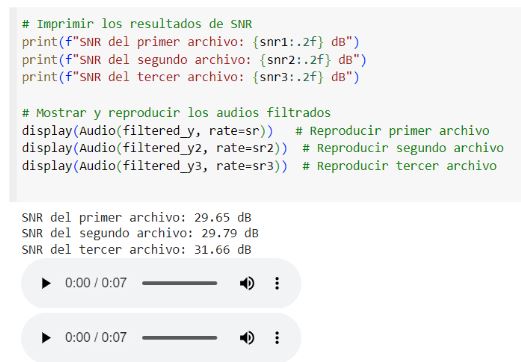 # Imprimir los resultados de SNR
print(f"SNR del primer archivo: {snr1:.2f} dB")
print(f"SNR del segundo archivo: {snr2:.2f} dB")
print(f"SNR del tercer archivo: {snr3:.2f} dB")
# Mostrar y reproducir los audios filtrados
display(Audio(filtered_y, rate=sr))   # Reproducir primer archivo
display(Audio(filtered_y2, rate=sr2))  # Reproducir segundo archivo
display(Audio(filtered_y3, rate=sr3))  # Reproducir tercer archivo
SNR del primer archivo: 29.65 dB
SNR del segundo archivo: 29.79 dB
SNR del tercer archivo: 31.66 dB
0:00 / 0:07
0:00 / 0:07